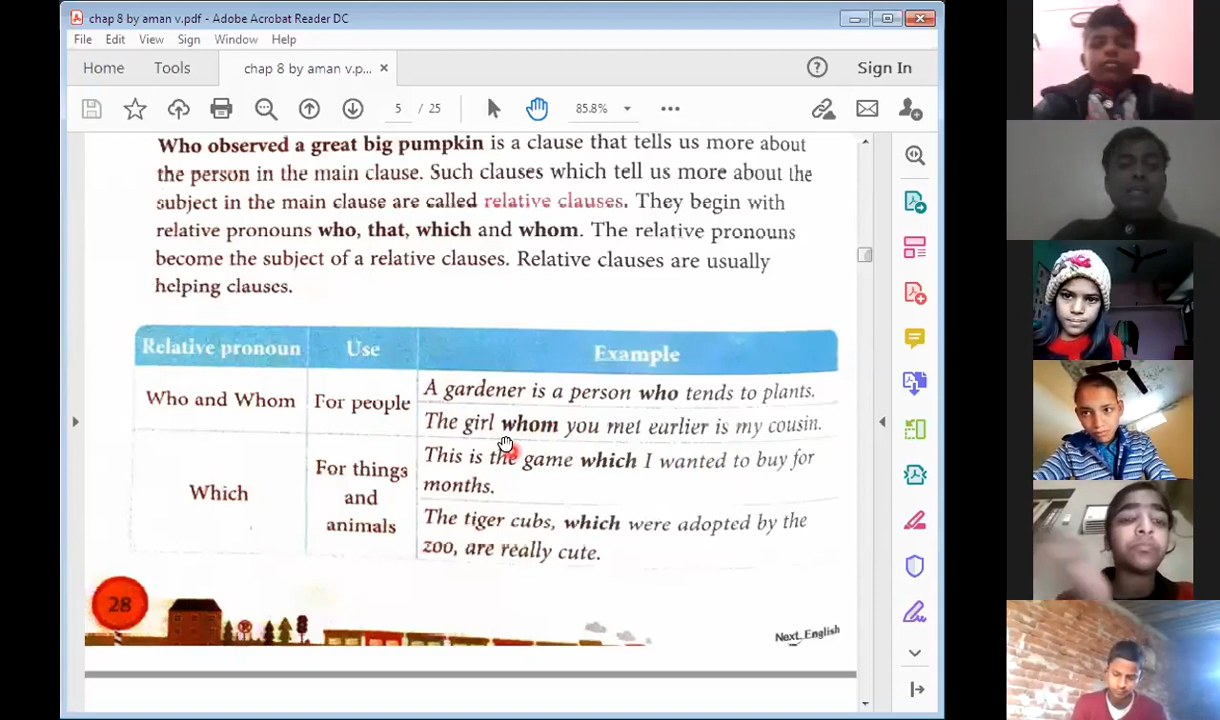 chap 8 by aman v.pdf - Adobe Acrobat Reader DC
File Edit View Sign Window Help
Home Tools chap 8 by aman v.p... × Sign In
5 / 25 85.8%
Who observed a great big pumpkin is a clause that tells us more about
the person in the main clause. Such clauses which tell us more about the
subject in the main clause are called relative clauses. They begin with
relative pronouns who, that, which and whom. The relative pronouns
become the subject of a relative clauses. Relative clauses are usually
helping clauses.
Relative pronoun Use Example
Who and Whom For people A gardener is a person who tends to plants.
The girl whom you met earlier is my cousin.
Which For things and animals This is the game which I wanted to buy for
months.
The tiger cubs, which were adopted by the
zoo, are really cute.
28
Next English